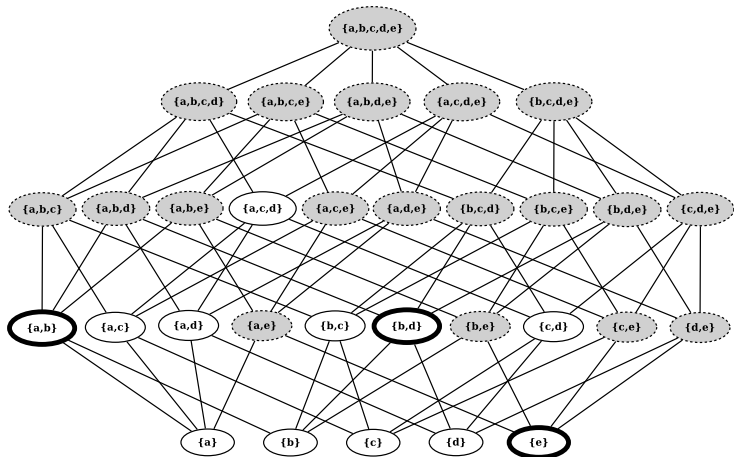 {a,b,c,d,e}
{a,b,c,d} {a,b,c,e} {a,b,d,e} {a,c,d,e} {b,c,d,e}
{a,b,c} {a,b,d} {a,b,e} {a,c,d} {a,c,e} {a,d,e} {b,c,d} {b,c,e} {b,d,e} {c,d,e}
{a,b} {a,c} {a,d} {a,e} {b,c} {b,d} {b,e} {c,d} {c,e} {d,e}
{a} {b} {c} {d} {e}